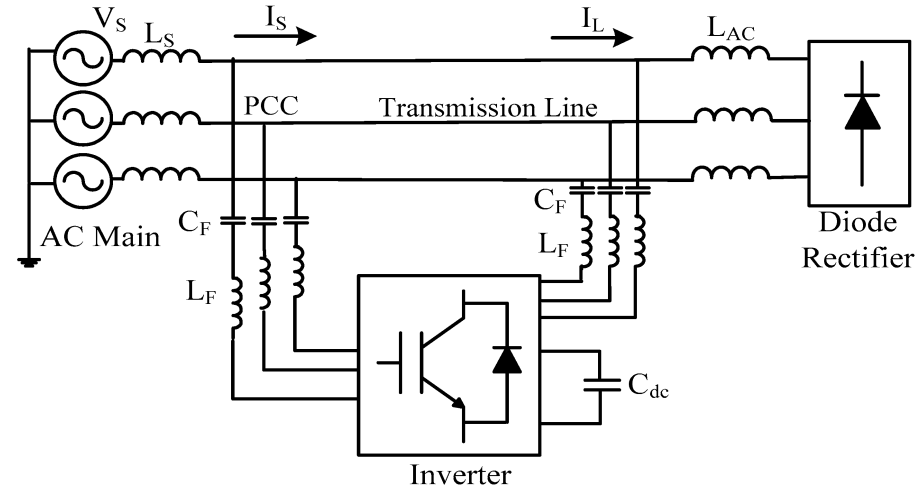 V_S
L_S
I_S
I_L
L_AC
PCC
Transmission Line
C_F
C_F
AC Main
Diode
Rectifier
L_F
L_F
C_dc
Inverter